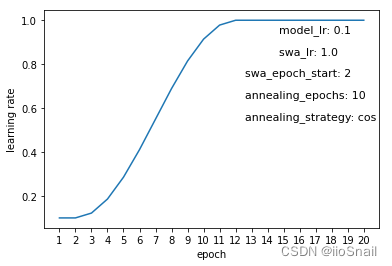 1.0
0.8
0.6
0.4
0.2
learning rate
model_lr: 0.1
swa_lr: 1.0
swa_epoch_start: 2
annealing_epochs: 10
annealing_strategy: cos
1 2 3 4 5 6 7 8 9 10 11 12 13 14 15 16 17 18 19 20
epoch
CSDN @iioSnail